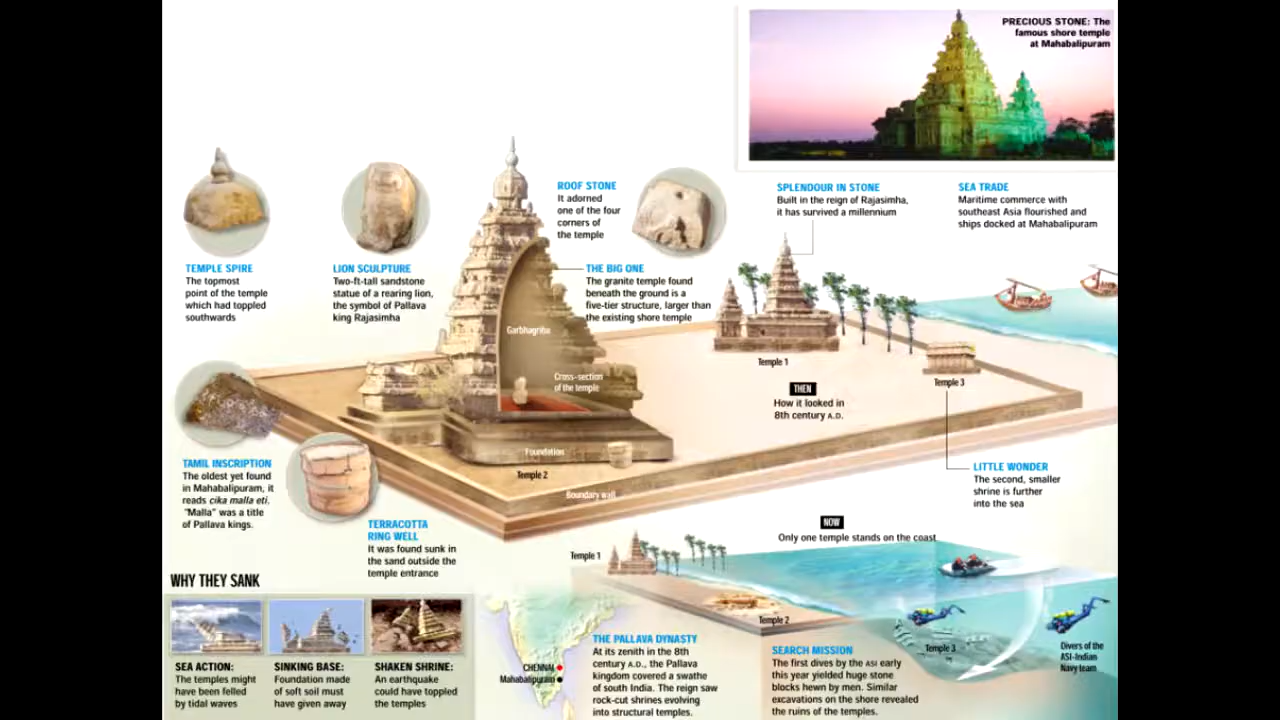 PRECIOUS STONE: The
famous shore temple
at Mahabalipuram
ROOF STONE
It adorned
one of the four
corners of
the temple
SPLENDOUR IN STONE
Built in the reign of Rajasimha,
it has survived a millennium
SEA TRADE
Maritime commerce with
southeast Asia flourished and
ships docked at Mahabalipuram
TEMPLE SPIRE
The topmost
point of the temple
which had toppled
southwards
LION SCULPTURE
Two-ft-tall sandstone
statue of a rearing lion,
the symbol of Pallava
king Rajasimha
THE BIG ONE
The granite temple found
beneath the ground is a
five-tier structure, larger than
the existing shore temple
Garbhagriha
Cross-section
of the temple
Temple 1
Temple 3
THEN
How it looked in
8th century A.D.
Foundation
Temple 2
Boundary wall
TAMIL INSCRIPTION
The oldest yet found
in Mahabalipuram, it
reads cika malla eti.
"Malla" was a title
of Pallava kings.
LITTLE WONDER
The second, smaller
shrine is further
into the sea
TERRACOTTA
RING WELL
It was found sunk in
the sand outside the
temple entrance
NOW
Only one temple stands on the coast
Temple 1
Temple 2
Temple 3
Divers of the
ASI-Indian
Navy team
WHY THEY SANK
SEA ACTION:
The temples might
have been felled
by tidal waves
SINKING BASE:
Foundation made
of soft soil must
have given away
SHAKEN SHRINE:
An earthquake
could have toppled
the temples
CHENNAI
Mahabalipuram
THE PALLAVA DYNASTY
At its zenith in the 8th
century A.D., the Pallava
kingdom covered a swathe
of south India. The reign saw
rock-cut shrines evolving
into structural temples.
SEARCH MISSION
The first dives by the ASI early
this year yielded huge stone
blocks hewn by men. Similar
excavations on the shore revealed
the ruins of the temples.